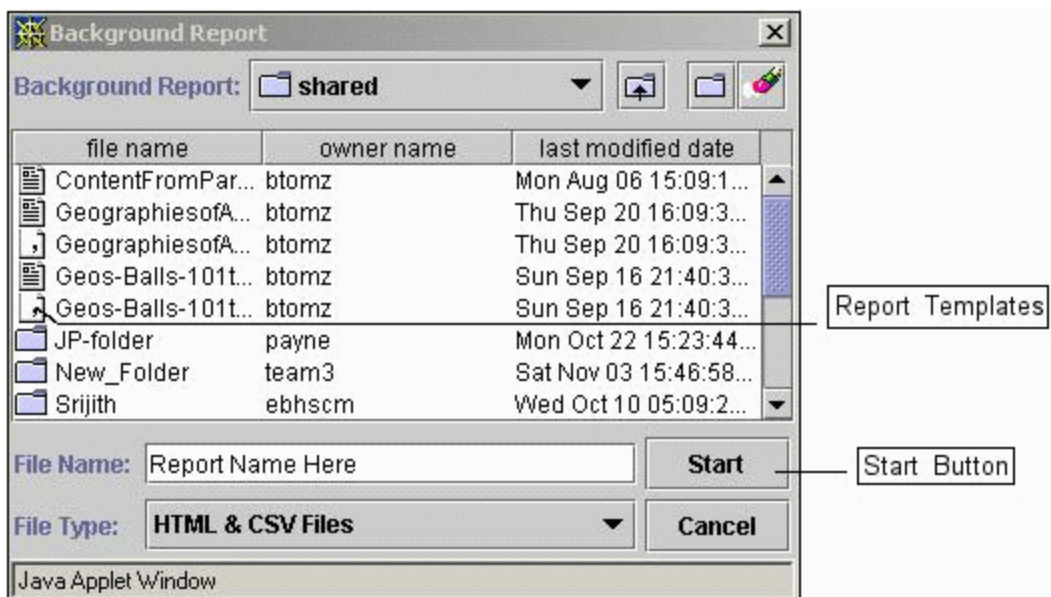 Background Report
Background Report: shared
file name owner name last modified date
ContentFromPar... btomz Mon Aug 06 15:09:1...
GeographiesofA... btomz Thu Sep 20 16:09:3...
GeographiesofA... btomz Thu Sep 20 16:09:3...
Geos-Balls-101t... btomz Sun Sep 16 21:40:3...
Geos-Balls-101t... btomz Sun Sep 16 21:40:3...
Report Templates
JP-folder payne Mon Oct 22 15:23:44...
New_Folder team3 Sat Nov 03 15:46:58...
Srijith ebhscm Wed Oct 10 05:09:2...
File Name: Report Name Here Start
Start Button
File Type: HTML & CSV Files Cancel
Java Applet Window